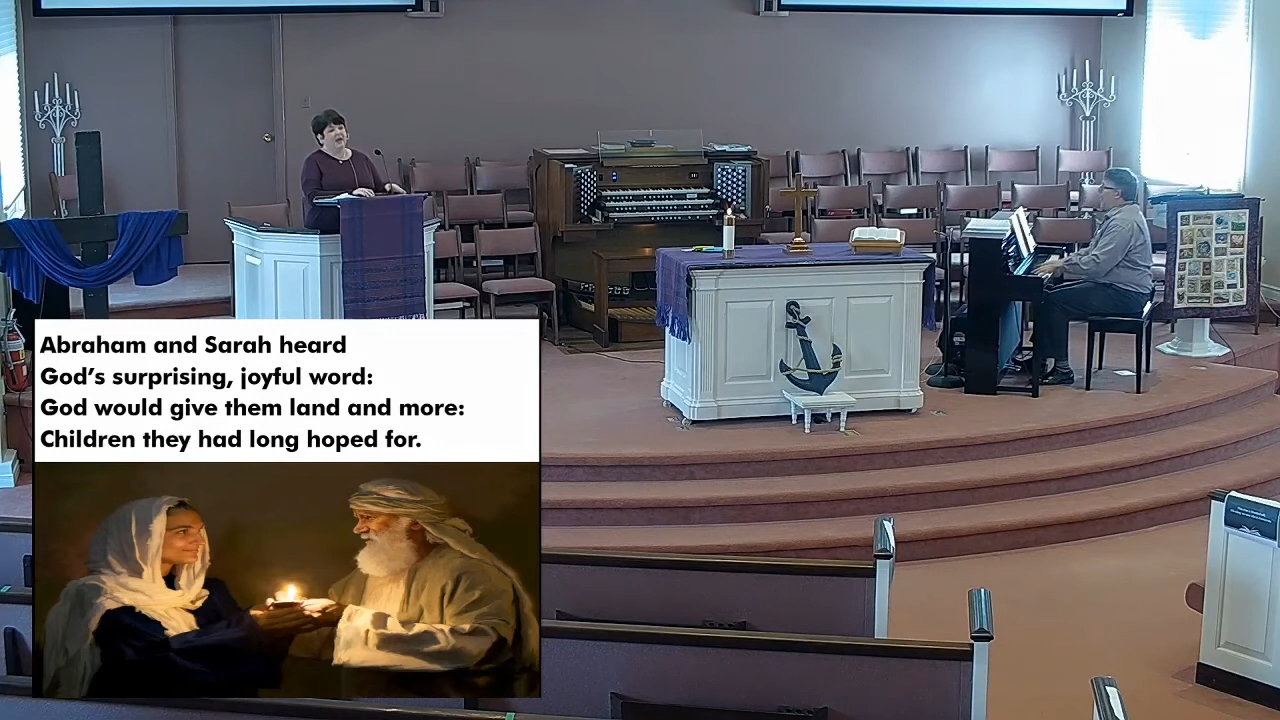 Abraham and Sarah heard
God's surprising, joyful word:
God would give them land and more:
Children they had long hoped for.